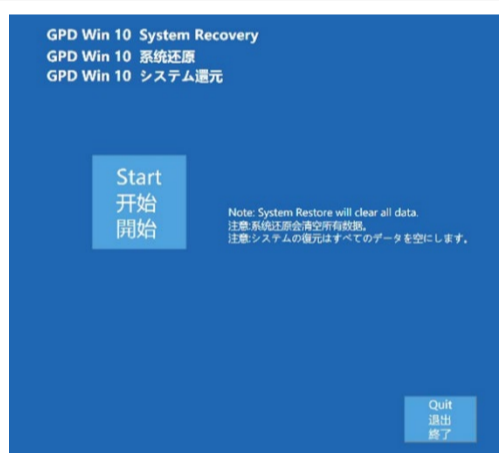 GPD Win 10 System Recovery
GPD Win 10 系统还原
GPD Win 10 システム還元
Start
开始
開始
Note: System Restore will clear all data.
注意:系统还原会清空所有数据。
注意:システムの復元はすべてのデータを空にします。
Quit
退出
終了